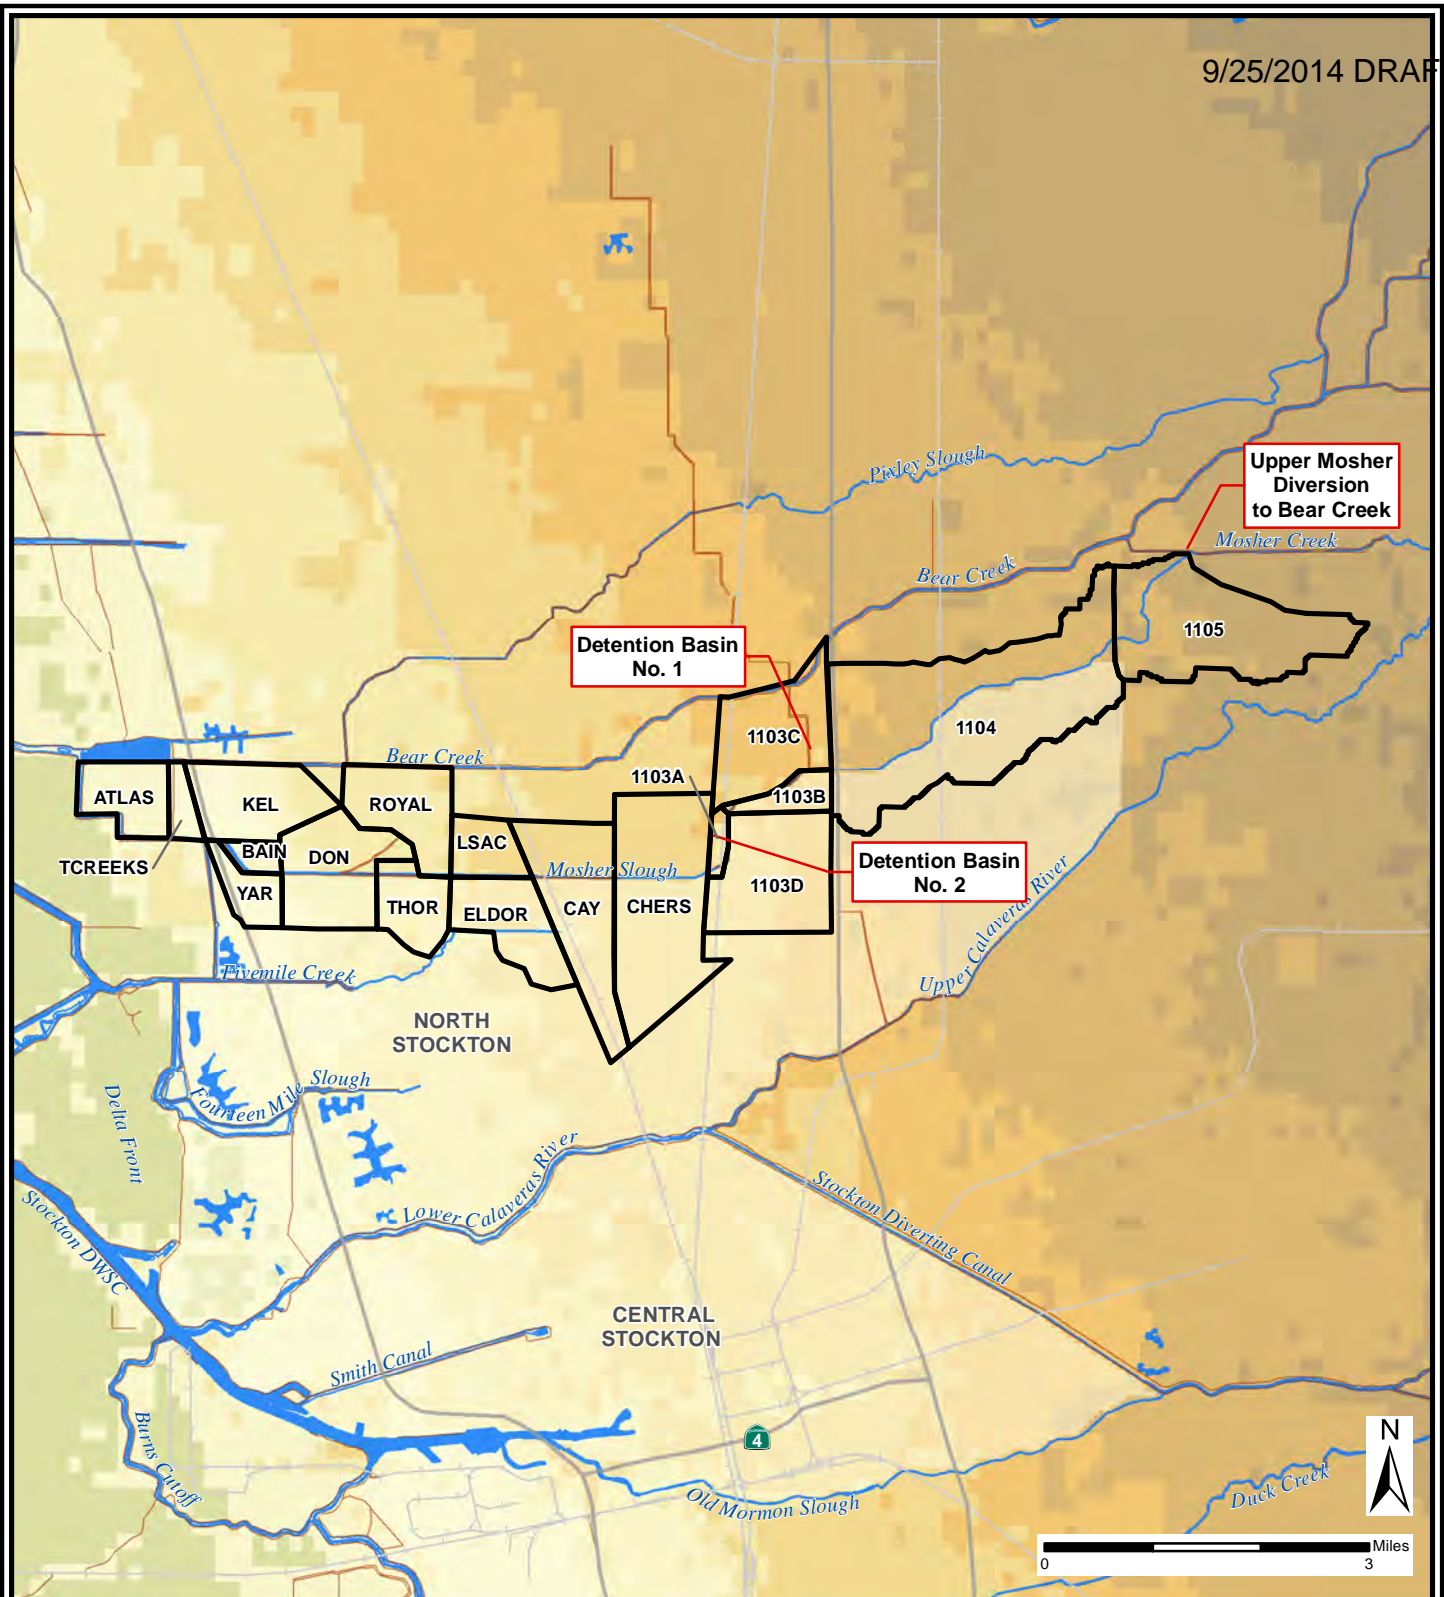 9/25/2014 DRAF
Pixley Slough
Upper Mosher
Diversion
to Bear Creek
Mosher Creek
Bear Creek
1105
Detention Basin
No. 1
1104
1103C
Bear Creek
1103A
1103B
ATLAS
KEL
ROYAL
LSAC
BAIN
DON
TCREEKS
Mosher Slough
Detention Basin
No. 2
YAR
THOR
ELDOR
CAY
CHERS
1103D
Upper Calaveras River
Fivemile Creek
NORTH
STOCKTON
Fourteen Mile Slough
Delta Front
Lower Calaveras River
Stockton DWSC
Stockton Diverting Canal
CENTRAL
STOCKTON
Smith Canal
Burns Cutoff
CALIFORNIA
4
Old Mormon Slough
Duck Creek
N
Miles
0 3